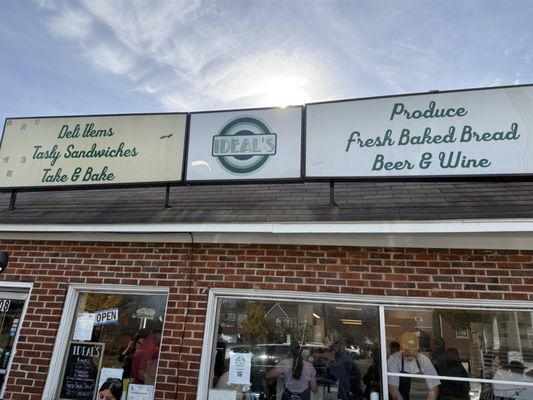 Deli Items
Tasty Sandwiches
Take & Bake
IDEAL'S
Produce
Fresh Baked Bread
Beer & Wine
OPEN
IDEAL'S